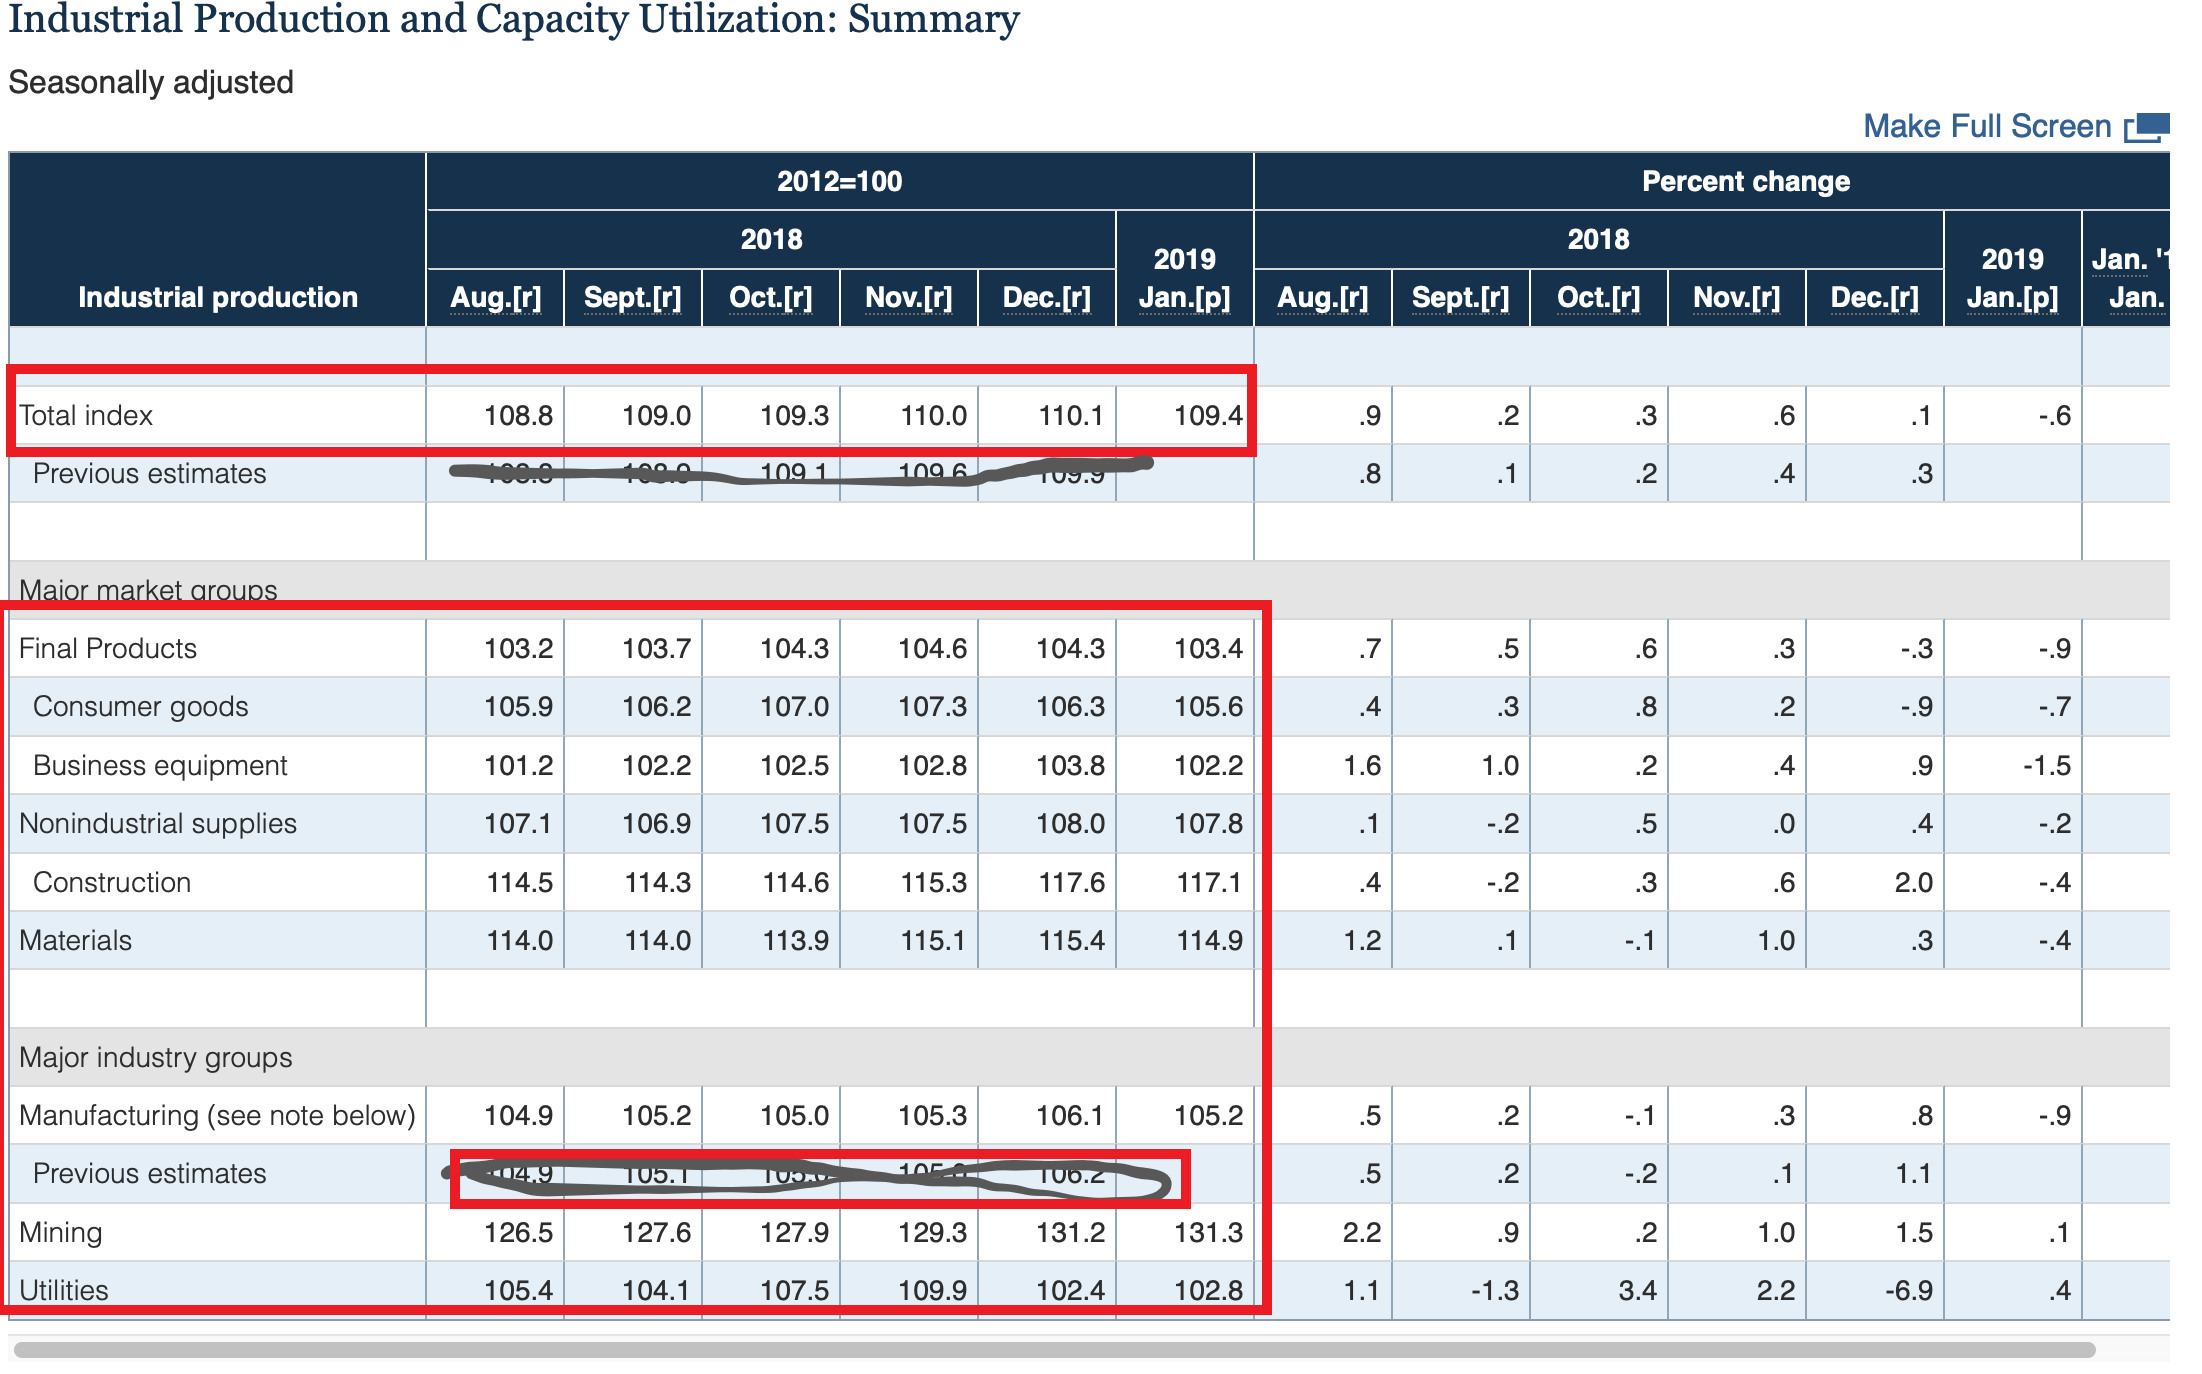 Industrial Production and Capacity Utilization: Summary
Seasonally adjusted
Make Full Screen
2012=100 Percent change
2018 2019 2018 2019 Jan.
Industrial production Aug.[r] Sept.[r] Oct.[r] Nov.[r] Dec.[r] Jan.[p] Aug.[r] Sept.[r] Oct.[r] Nov.[r] Dec.[r] Jan.[p] Jan.
Total index 108.8 109.0 109.3 110.0 110.1 109.4 .9 .2 .3 .6 .1 -.6
Previous estimates 109.1 109.6 109.9 .8 .1 .2 .4 .3
Major market groups
Final Products 103.2 103.7 104.3 104.6 104.3 103.4 .7 .5 .6 .3 -.3 -.9
Consumer goods 105.9 106.2 107.0 107.3 106.3 105.6 .4 .3 .8 .2 -.9 -.7
Business equipment 101.2 102.2 102.5 102.8 103.8 102.2 1.6 1.0 .2 .4 .9 -1.5
Nonindustrial supplies 107.1 106.9 107.5 107.5 108.0 107.8 .1 -.2 .5 .0 .4 -.2
Construction 114.5 114.3 114.6 115.3 117.6 117.1 .4 -.2 .3 .6 2.0 -.4
Materials 114.0 114.0 113.9 115.1 115.4 114.9 1.2 .1 -.1 1.0 .3 -.4
Major industry groups
Manufacturing (see note below) 104.9 105.2 105.0 105.3 106.1 105.2 .5 .2 -.1 .3 .8 -.9
Previous estimates 104.9 105.1 106.2 .5 .2 -.2 .1 1.1
Mining 126.5 127.6 127.9 129.3 131.2 131.3 2.2 .9 .2 1.0 1.5 .1
Utilities 105.4 104.1 107.5 109.9 102.4 102.8 1.1 -1.3 3.4 2.2 -6.9 .4